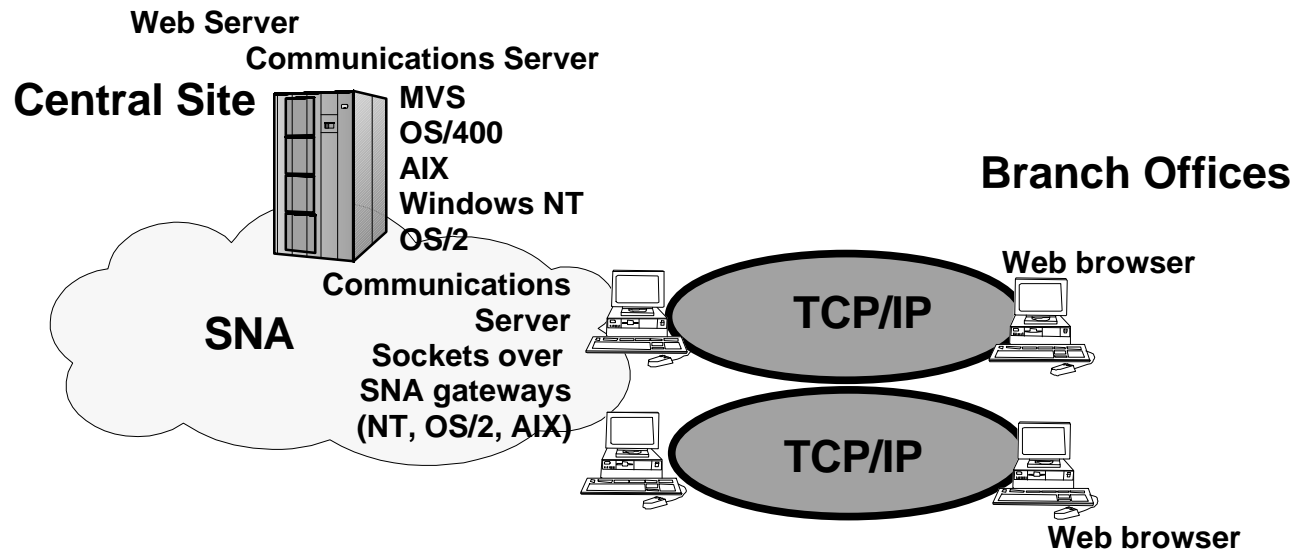 Web Server
Communications Server
Central Site
MVS
OS/400
AIX
Windows NT
OS/2
Branch Offices
Communications
Server
Sockets over
SNA gateways
(NT, OS/2, AIX)
SNA
TCP/IP
Web browser
TCP/IP
Web browser